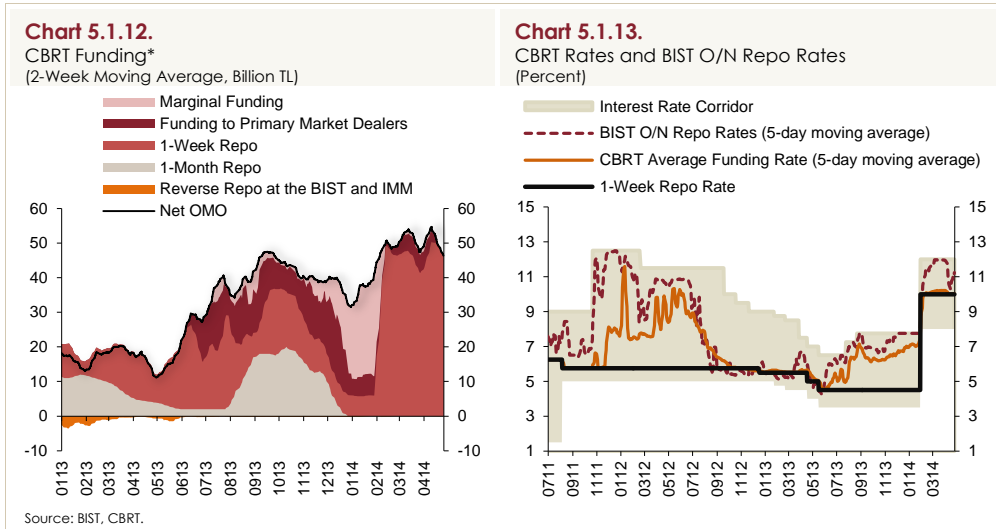 Chart 5.1.12.
CBRT Funding*
(2-Week Moving Average, Billion TL)
Marginal Funding
Funding to Primary Market Dealers
1-Week Repo
1-Month Repo
Reverse Repo at the BIST and IMM
Net OMO
60 60
50 50
40 40
30 30
20 20
10 10
0 0
-10 -10
0113 0213 0313 0413 0513 0613 0713 0813 0913 1013 1113 1213 0114 0214 0314 0414
Source: BIST, CBRT.
Chart 5.1.13.
CBRT Rates and BIST O/N Repo Rates
(Percent)
Interest Rate Corridor
BIST O/N Repo Rates (5-day moving average)
CBRT Average Funding Rate (5-day moving average)
1-Week Repo Rate
15 15
13 13
11 11
9 9
7 7
5 5
3 3
1 1
0711 0911 1111 0112 0312 0512 0712 0912 1112 0113 0313 0513 0713 0913 1113 0114 0314